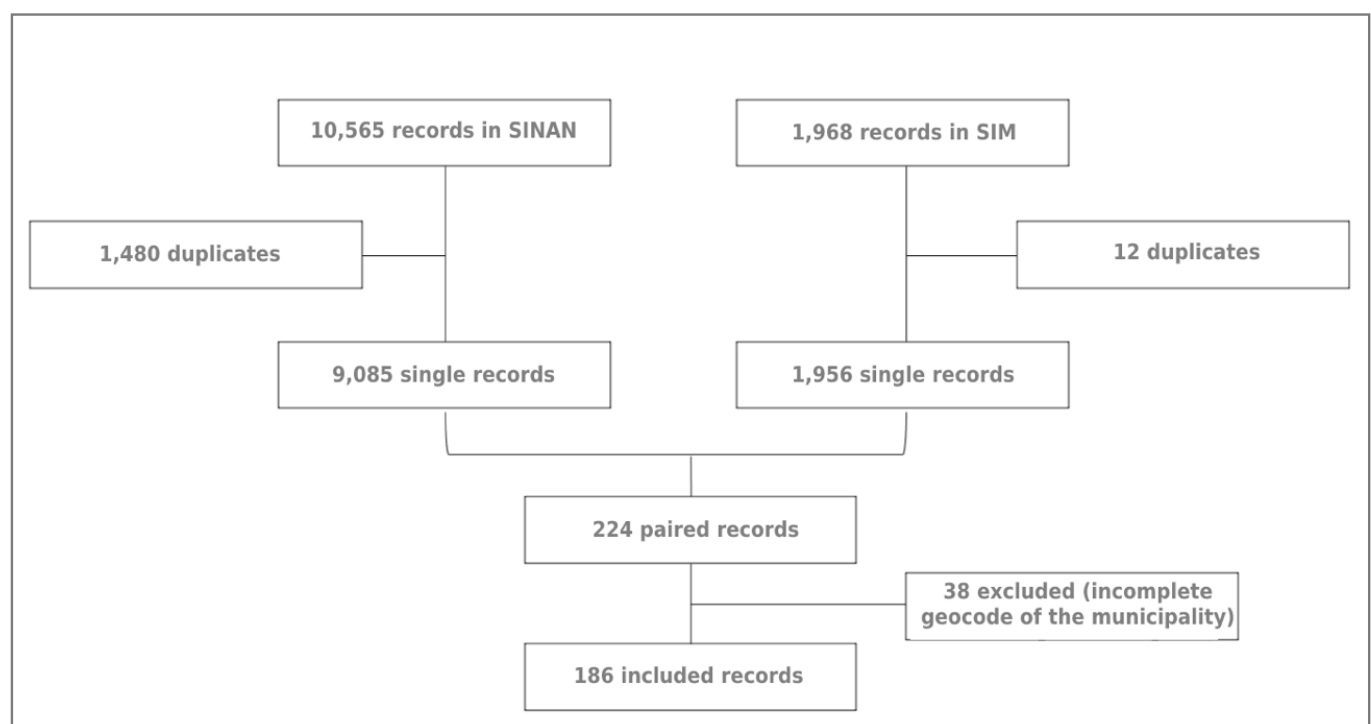 10,565 records in SINAN
1,968 records in SIM
1,480 duplicates
12 duplicates
9,085 single records
1,956 single records
224 paired records
38 excluded (incomplete
geocode of the municipality)
186 included records